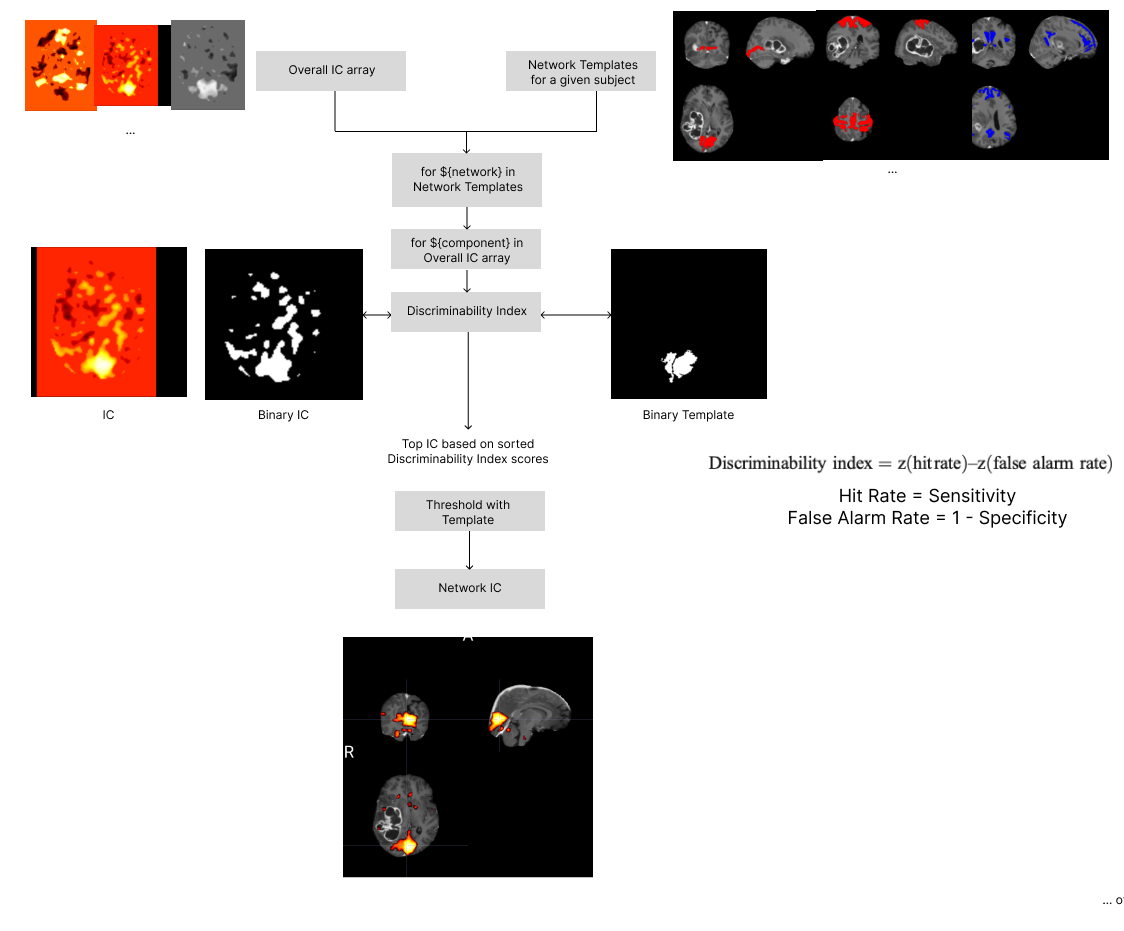 Overall IC array
Network Templates
for a given subject
...
...
for ${network} in
Network Templates
for ${component} in
Overall IC array
Discriminability Index
IC
Binary IC
Binary Template
Top IC based on sorted
Discriminability Index scores
Discriminability index = z(hit rate)–z(false alarm rate)
Hit Rate = Sensitivity
False Alarm Rate = 1 - Specificity
Threshold with
Template
Network IC
A
R
... o